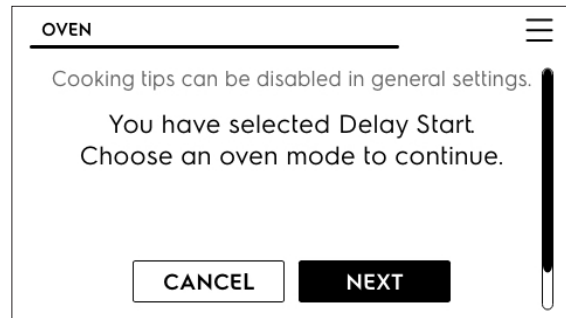 OVEN
Cooking tips can be disabled in general settings.
You have selected Delay Start.
Choose an oven mode to continue.
CANCEL
NEXT